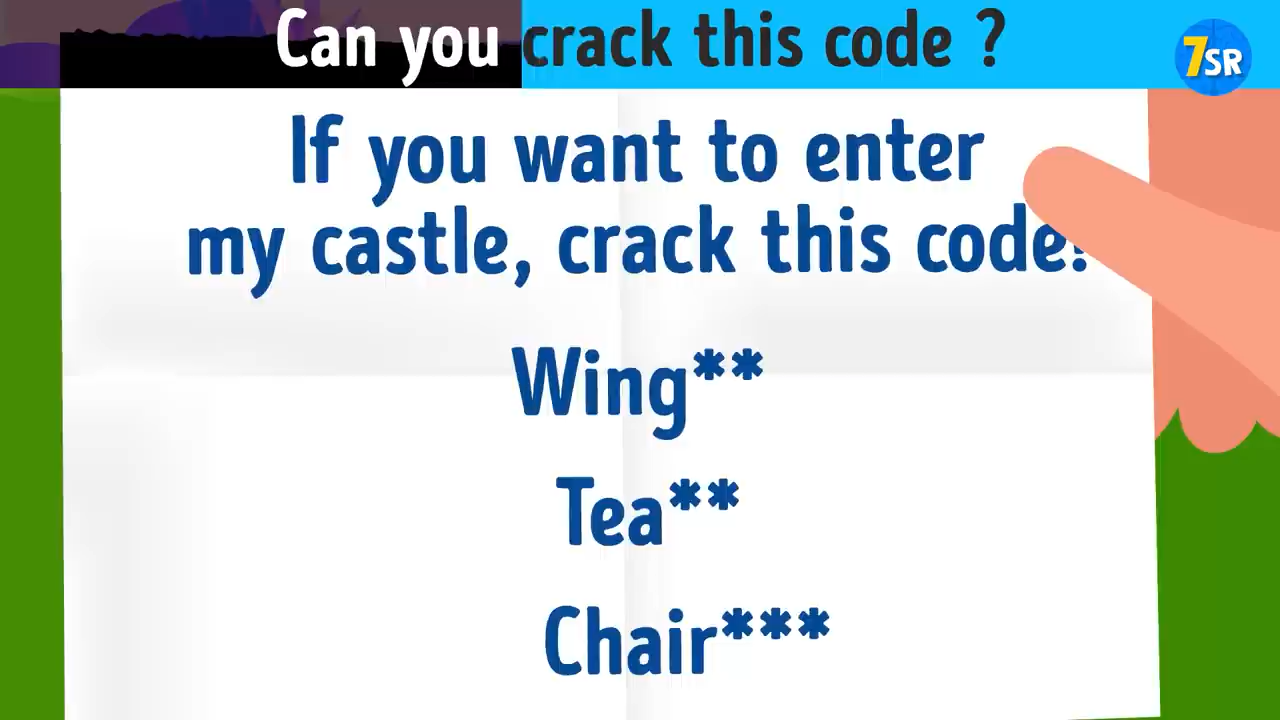 Can you crack this code ?
7SR
If you want to enter
my castle, crack this code!
Wing**
Tea**
Chair***